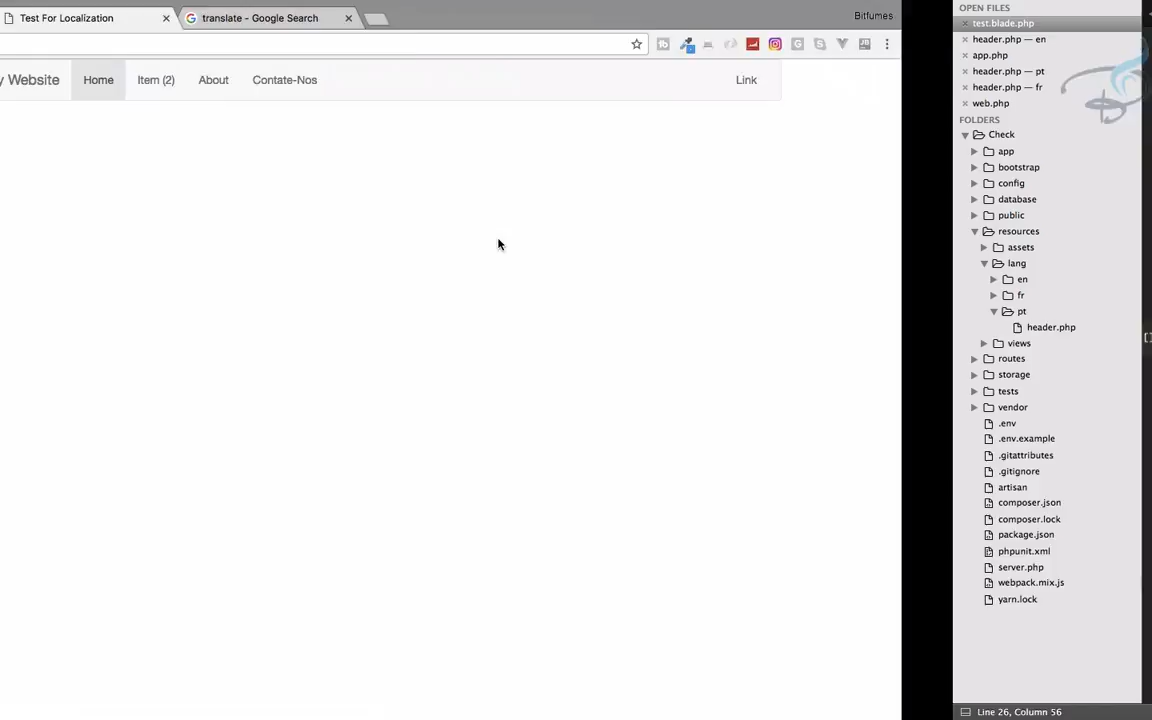 Test For Localization
translate - Google Search
Bitfumes
y Website
Home
Item (2)
About
Contate-Nos
Link
OPEN FILES
test.blade.php
header.php — en
app.php
header.php — pt
header.php — fr
web.php
FOLDERS
Check
app
bootstrap
config
database
public
resources
assets
lang
en
fr
pt
header.php
views
routes
storage
tests
vendor
.env
.env.example
.gitattributes
.gitignore
artisan
composer.json
composer.lock
package.json
phpunit.xml
server.php
webpack.mix.js
yarn.lock
Line 26, Column 56